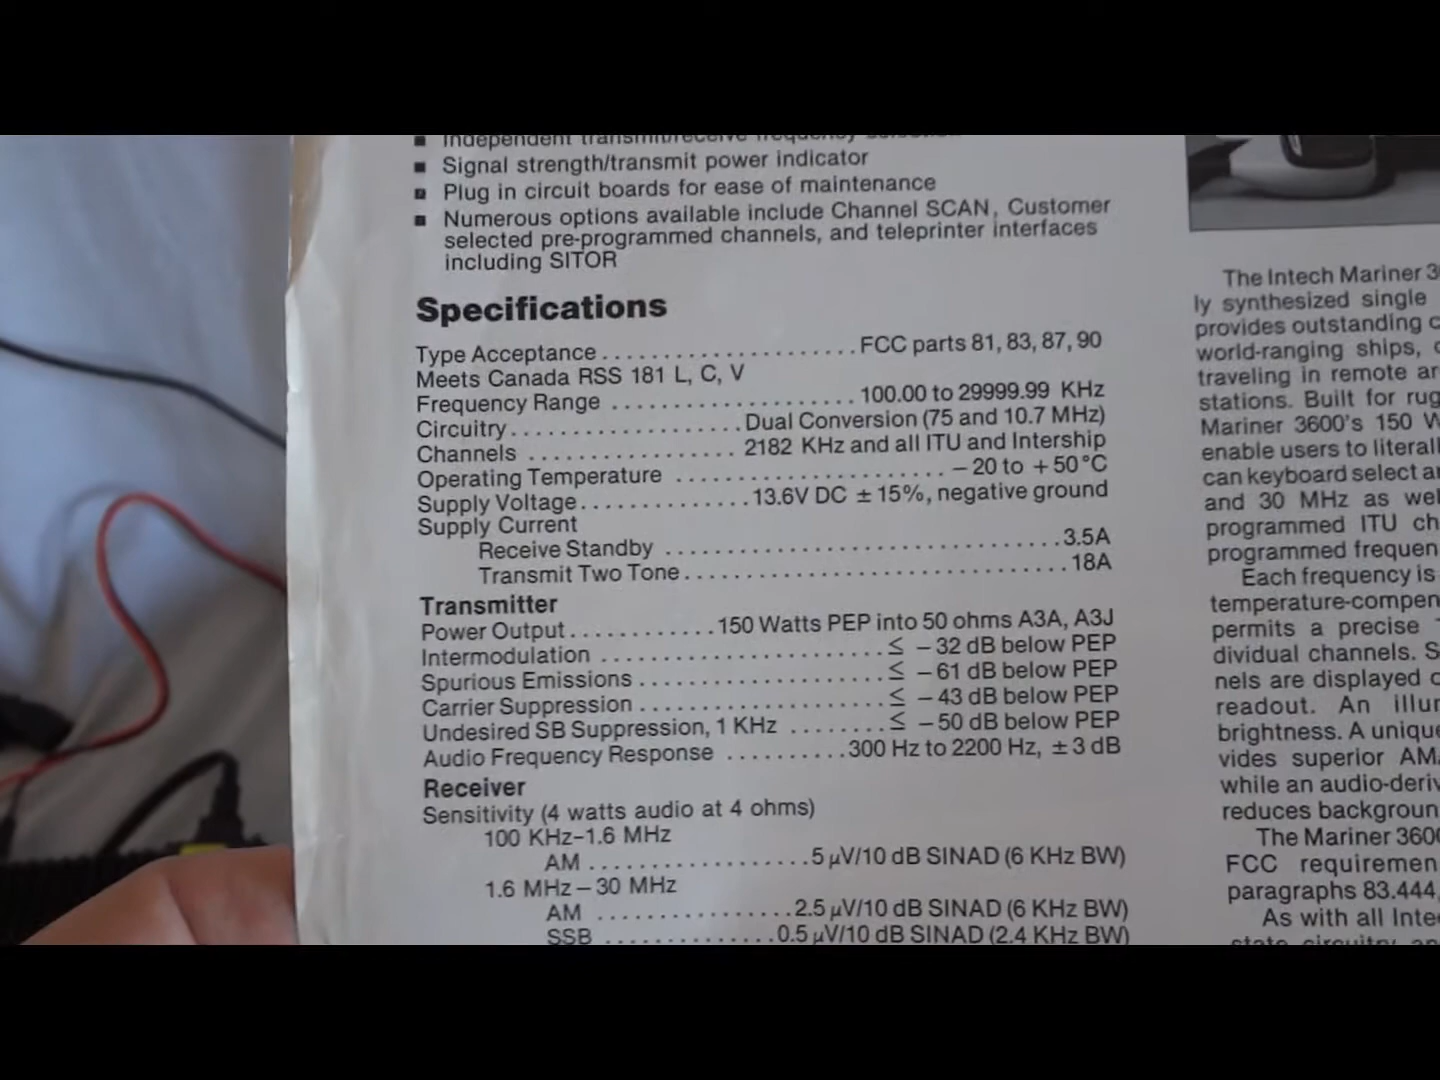 Independent transmit/receive frequency
■ Signal strength/transmit power indicator
■ Plug in circuit boards for ease of maintenance
■ Numerous options available include Channel SCAN, Customer
selected pre-programmed channels, and teleprinter interfaces
including SITOR
Specifications
Type Acceptance....................FCC parts 81, 83, 87, 90
Meets Canada RSS 181 L, C, V
Frequency Range ....................100.00 to 29999.99 KHz
Circuitry....................Dual Conversion (75 and 10.7 MHz)
Channels ................2182 KHz and all ITU and Intership
Operating Temperature ......................–20 to +50°C
Supply Voltage..............13.6V DC ±15%, negative ground
Supply Current
Receive Standby ................................3.5A
Transmit Two Tone..............................18A
Transmitter
Power Output............150 Watts PEP into 50 ohms A3A, A3J
Intermodulation .......................≤ –32 dB below PEP
Spurious Emissions ...................≤ –61 dB below PEP
Carrier Suppression ...................≤ –43 dB below PEP
Undesired SB Suppression, 1 KHz ........≤ –50 dB below PEP
Audio Frequency Response ..........300 Hz to 2200 Hz, ±3 dB
Receiver
Sensitivity (4 watts audio at 4 ohms)
100 KHz–1.6 MHz
AM ..................5 μV/10 dB SINAD (6 KHz BW)
1.6 MHz–30 MHz
AM ................2.5 μV/10 dB SINAD (6 KHz BW)
SSB ..............0.5 μV/10 dB SINAD (2.4 KHz BW)
The Intech Mariner
ly synthesized single
provides outstanding
world-ranging ships,
traveling in remote
stations. Built for
Mariner 3600's 150
enable users to
can keyboard select
and 30 MHz as
programmed ITU
programmed
Each frequency is
permits a precise
dividual channels.
nels are displayed
readout. An
brightness. A
vides superior
while an
reduces
The Mariner
FCC
paragraphs 83.444,
As with all
state circuitry